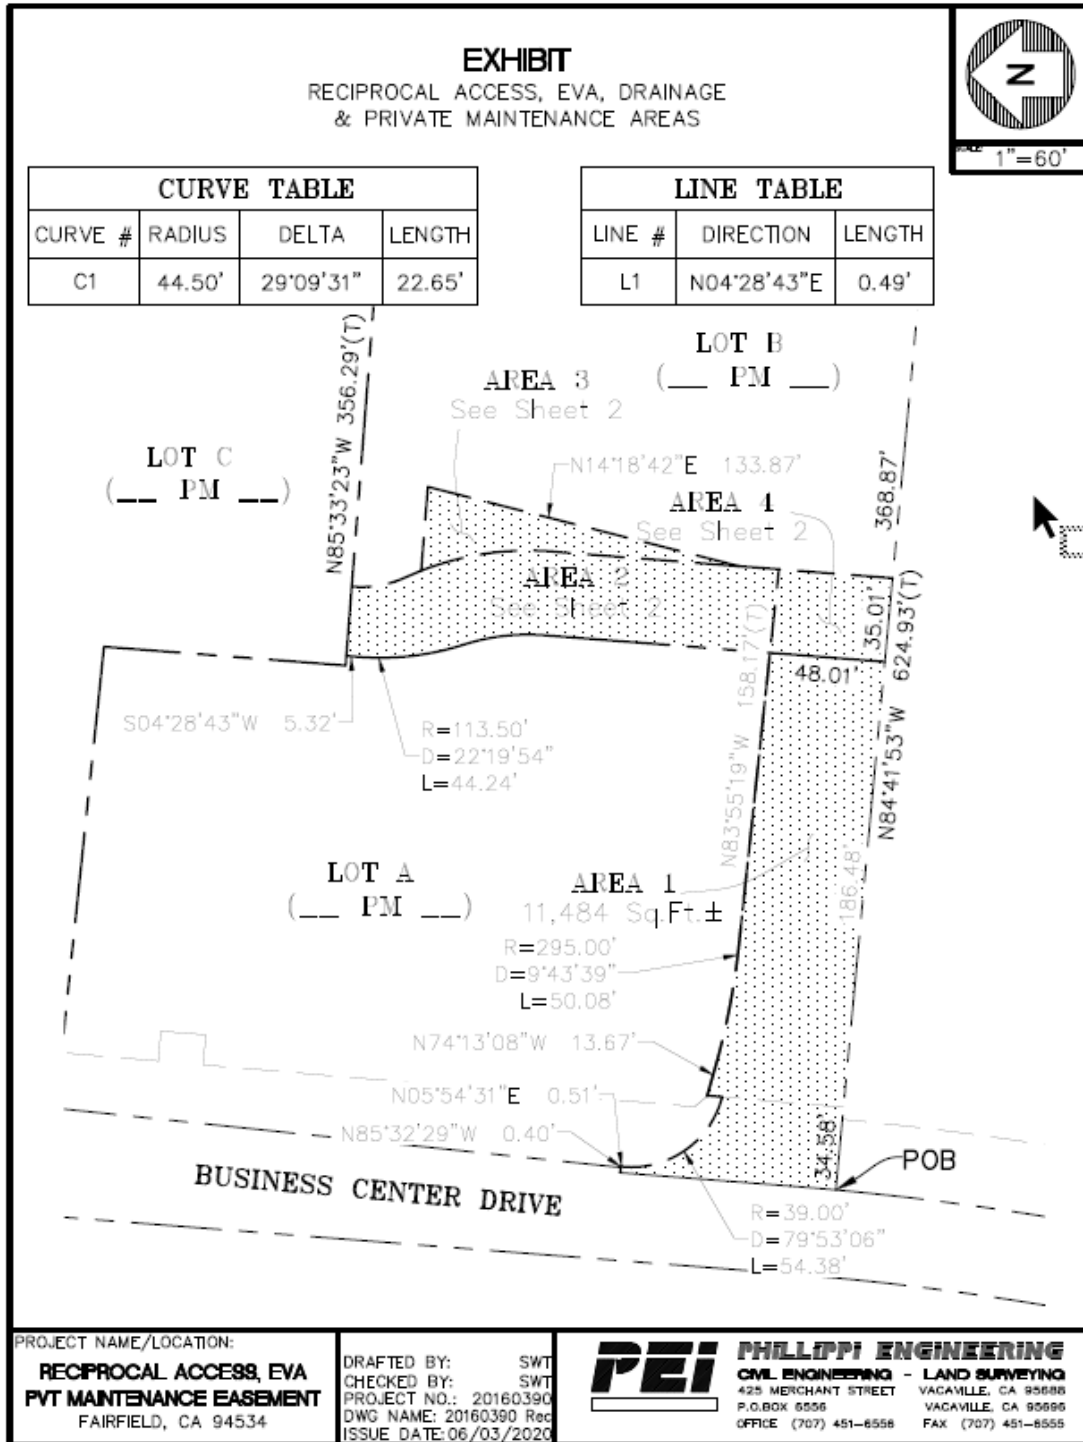 EXHIBIT
RECIPROCAL ACCESS, EVA, DRAINAGE
& PRIVATE MAINTENANCE AREAS
N
SCALE:
1"=60'
CURVE TABLE
CURVE # RADIUS DELTA LENGTH
C1 44.50' 29°09'31" 22.65'
LINE TABLE
LINE # DIRECTION LENGTH
L1 N04°28'43"E 0.49'
N85°33'23"W 356.29'(T)
LOT B
(__ PM __)
AREA 3
See Sheet 2
LOT C
(__ PM __)
N14°18'42"E 133.87'
AREA 4
See Sheet 2
368.87'
AREA 2
See Sheet 2
35.01'
624.93'(T)
N84°41'53"W
48.01'
158.17'(T)
N83°55'19"W
S04°28'43"W 5.32'
R=113.50'
D=22°19'54"
L=44.24'
LOT A
(__ PM __)
AREA 1
11,484 Sq.Ft.±
186.48'
R=295.00'
D=9°43'39"
L=50.08'
N74°13'08"W 13.67'
N05°54'31"E 0.51'
N85°32'29"W 0.40'
34.58'
POB
BUSINESS CENTER DRIVE
R=39.00'
D=79°53'06"
L=54.38'
PROJECT NAME/LOCATION:
RECIPROCAL ACCESS, EVA
PVT MAINTENANCE EASEMENT
FAIRFIELD, CA 94534
DRAFTED BY: SWT
CHECKED BY: SWT
PROJECT NO.: 20160390
DWG NAME: 20160390 Rec
ISSUE DATE: 06/03/2020
PEI
PHILLIPPI ENGINEERING
CIVIL ENGINEERING - LAND SURVEYING
425 MERCHANT STREET VACAVILLE, CA 95688
P.O.BOX 6556 VACAVILLE, CA 95696
OFFICE (707) 451-6556 FAX (707) 451-6555